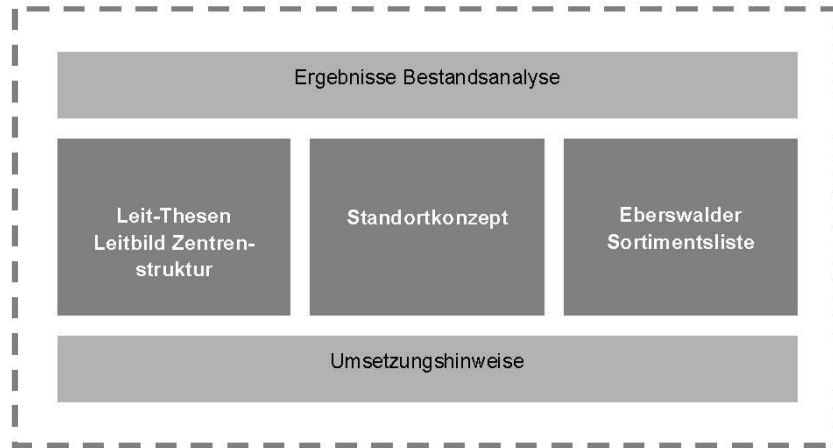 Ergebnisse Bestandsanalyse
Leit-Thesen
Leitbild Zentren-
struktur
Standortkonzept
Eberswalder
Sortimentsliste
Umsetzungshinweise